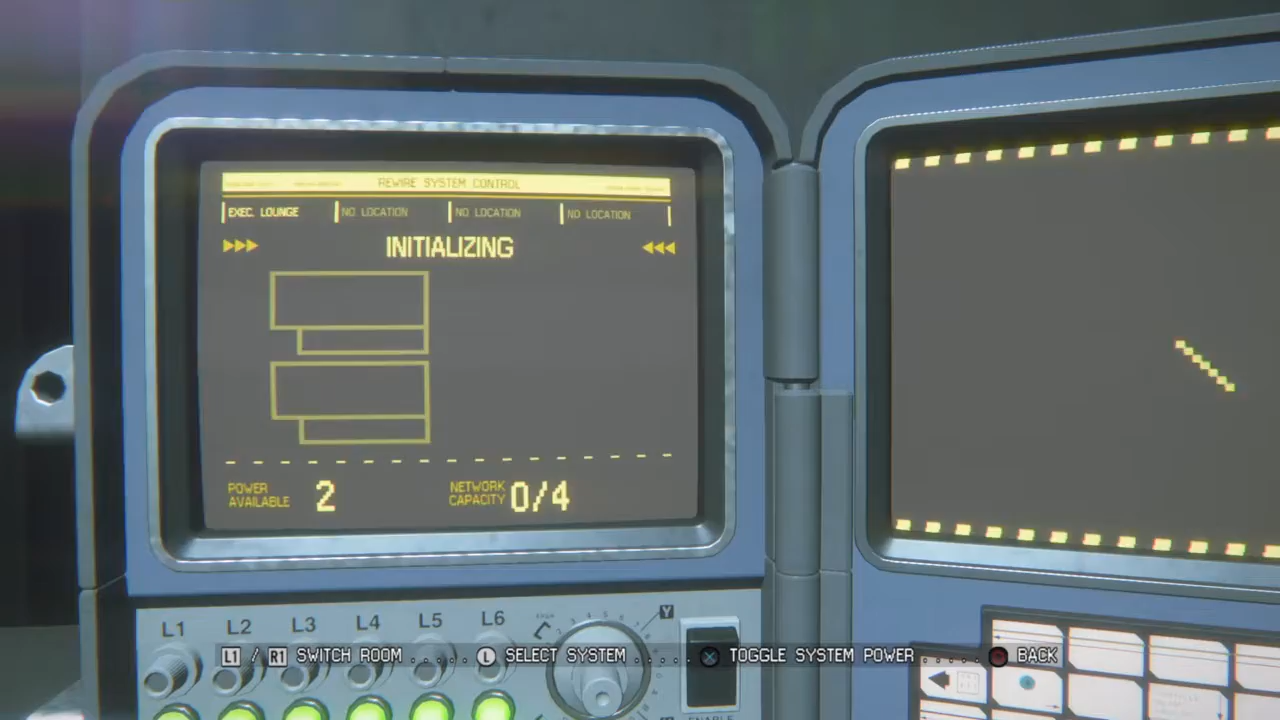 REWIRE SYSTEM CONTROL
EXEC. LOUNGE NO LOCATION NO LOCATION NO LOCATION
INITIALIZING
POWER AVAILABLE 2 NETWORK CAPACITY 0/4
L1 L2 L3 L4 L5 L6
Y
L1 / R1 SWITCH ROOM L SELECT SYSTEM TOGGLE SYSTEM POWER BACK
ENABLE